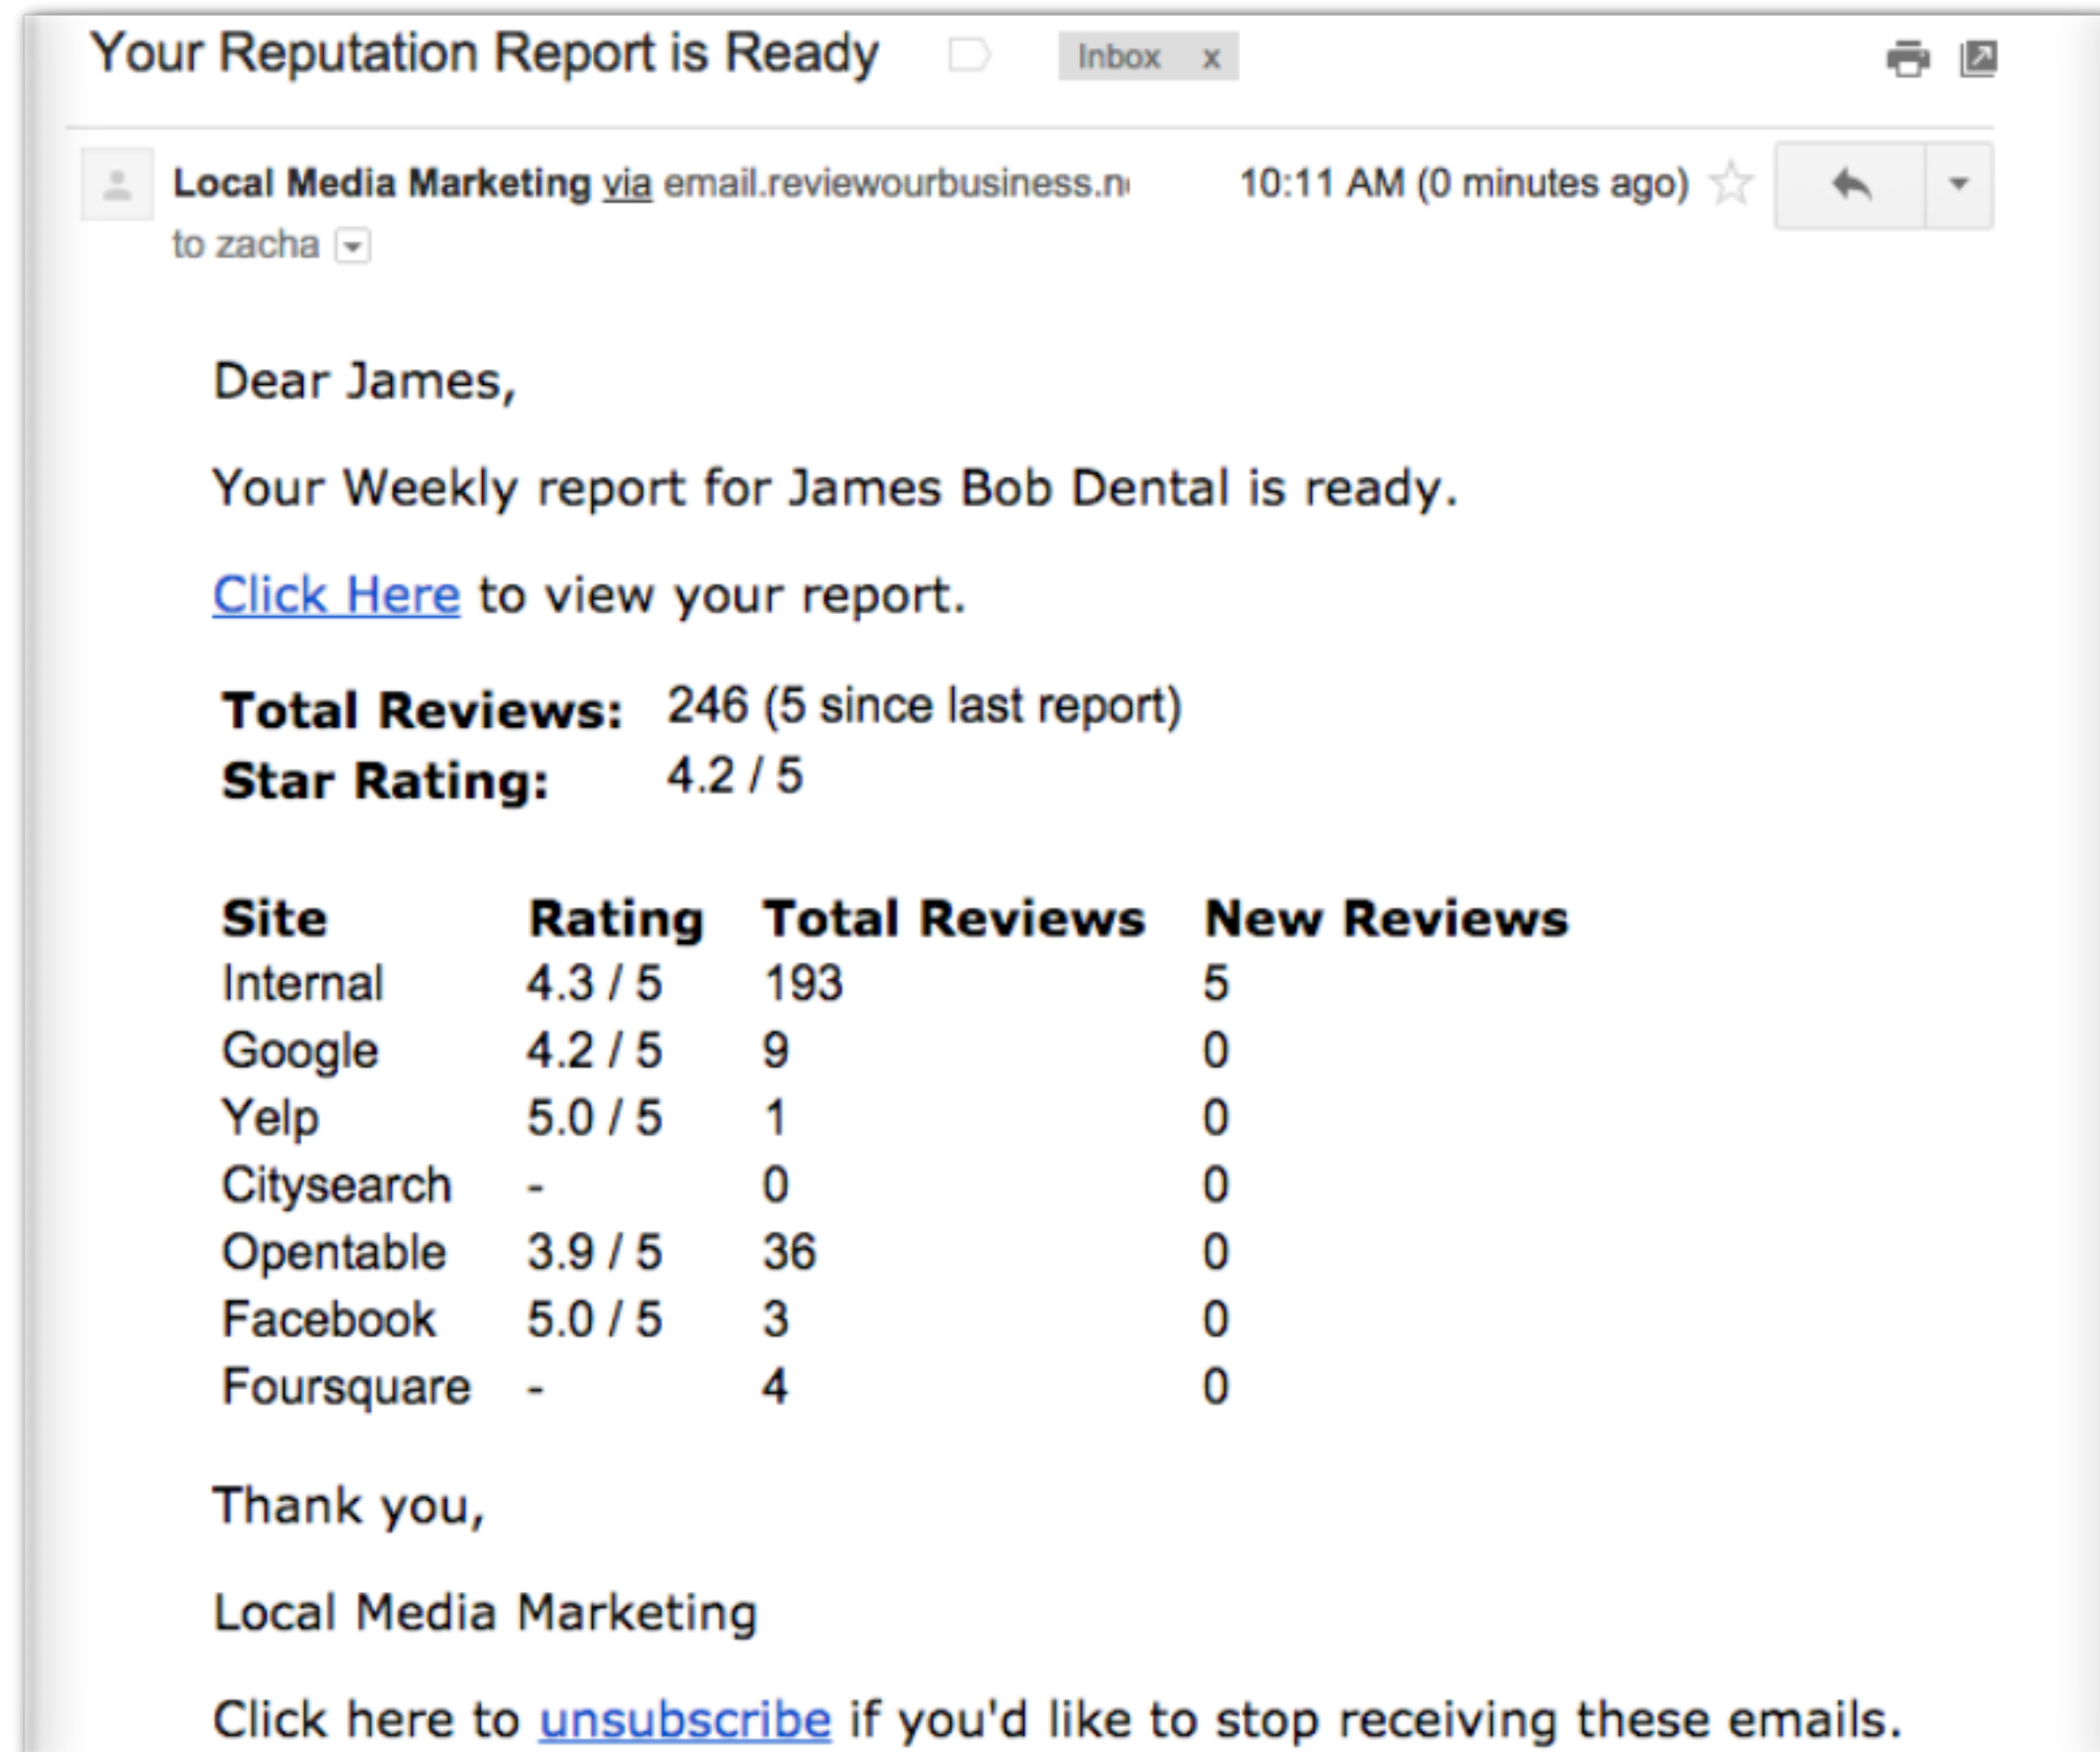 Your Reputation Report is Ready Inbox x
Local Media Marketing via email.reviewourbusiness.n 10:11 AM (0 minutes ago)
to zacha
Dear James,
Your Weekly report for James Bob Dental is ready.
Click Here to view your report.
Total Reviews: 246 (5 since last report)
Star Rating: 4.2 / 5
Site Rating Total Reviews New Reviews
Internal 4.3 / 5 193 5
Google 4.2 / 5 9 0
Yelp 5.0 / 5 1 0
Citysearch - 0 0
Opentable 3.9 / 5 36 0
Facebook 5.0 / 5 3 0
Foursquare - 4 0
Thank you,
Local Media Marketing
Click here to unsubscribe if you'd like to stop receiving these emails.